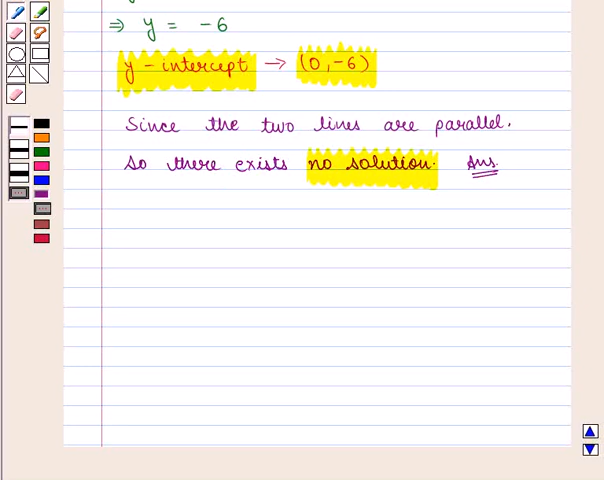 ⇒ y = -6
y - intercept → (0, -6)
Since the two lines are parallel.
So there exists no solution. Ans.